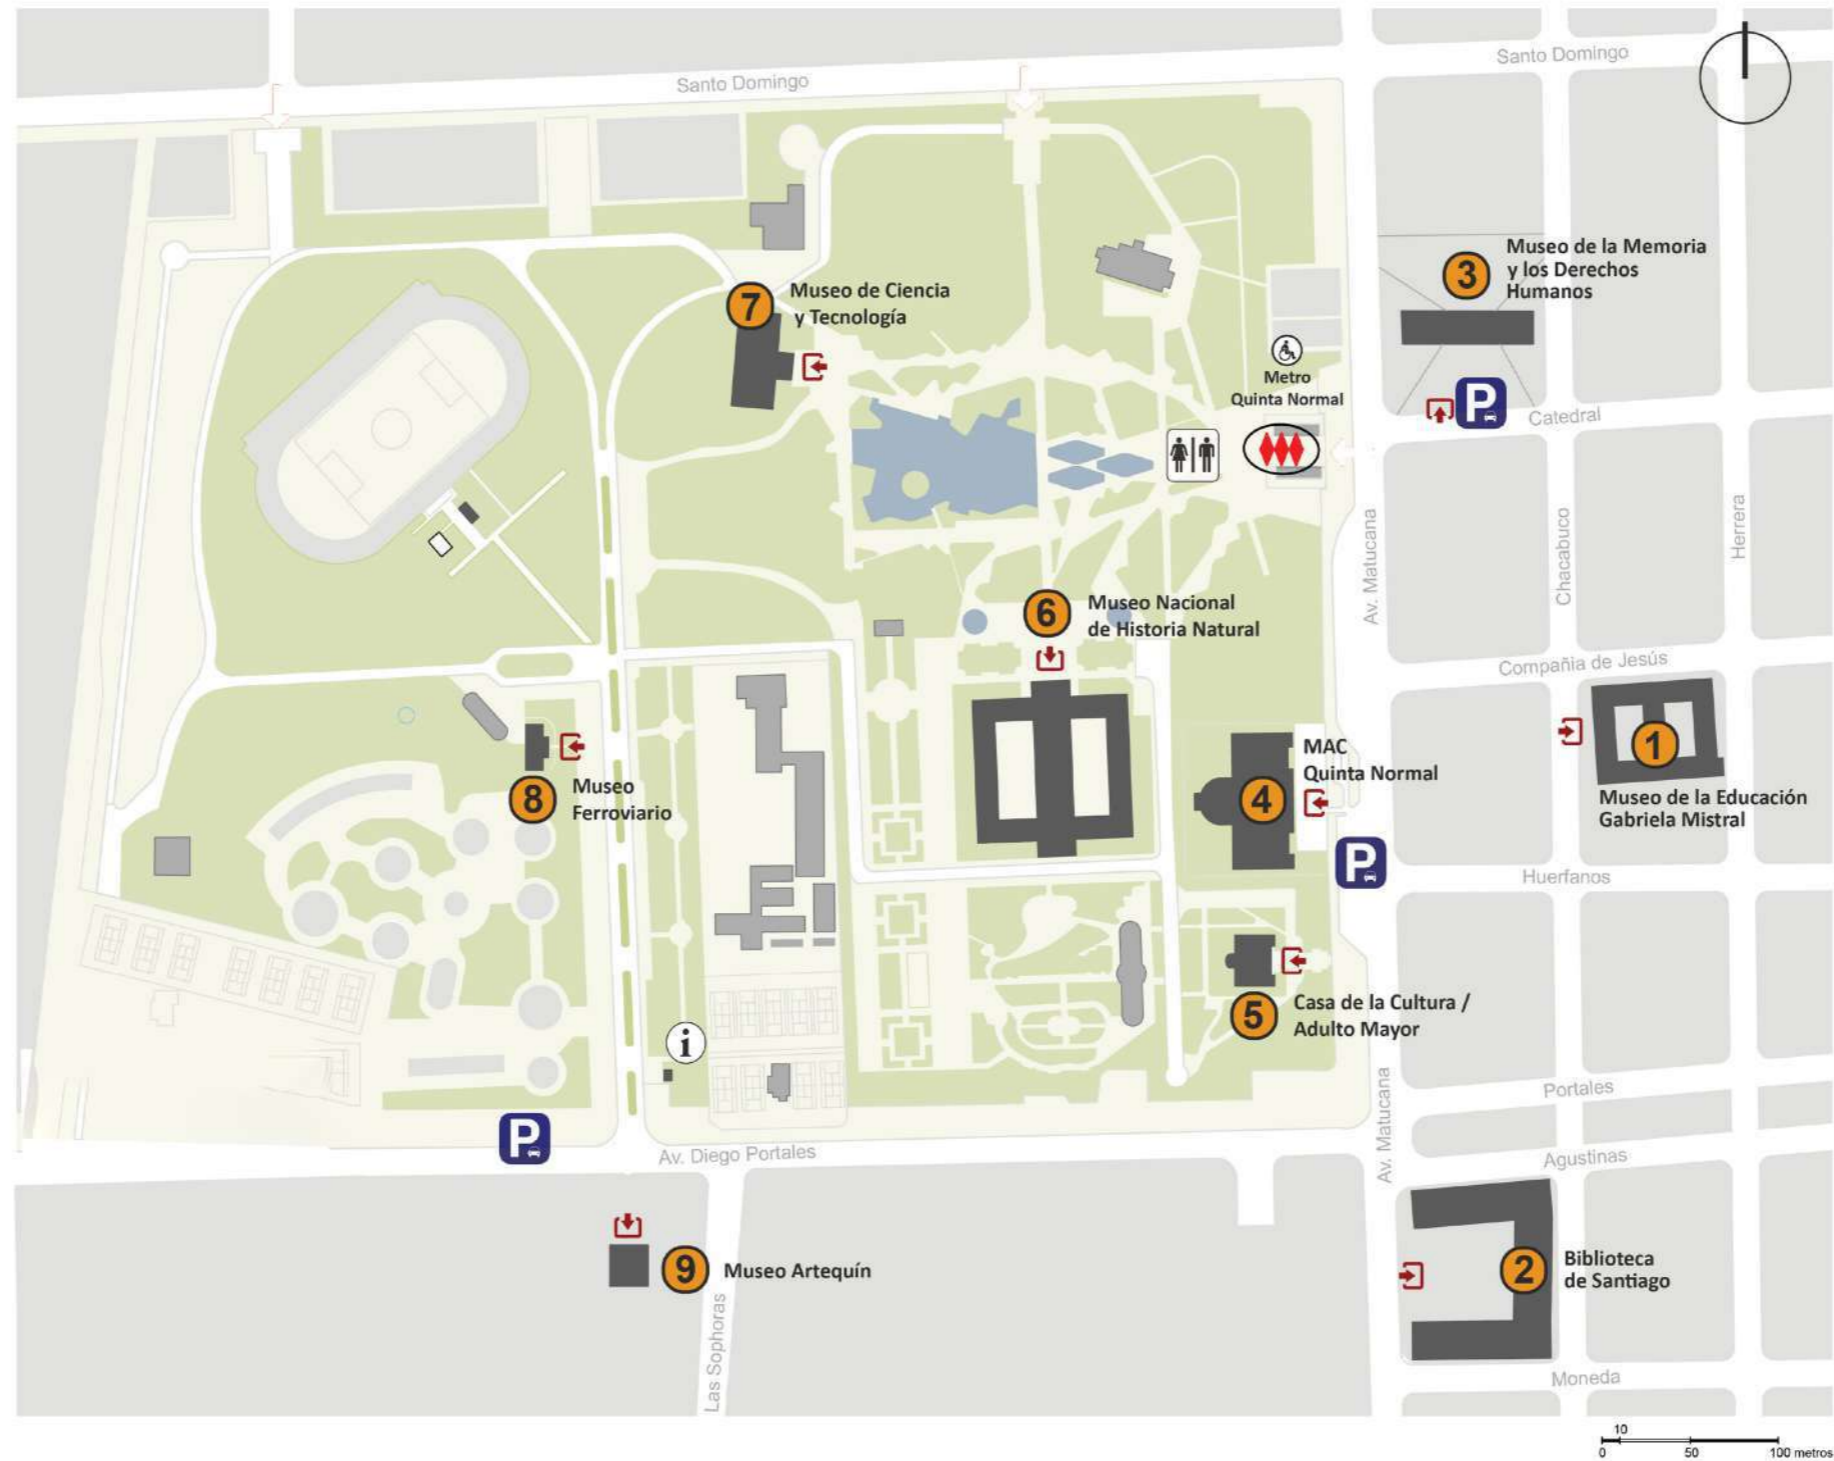 Santo Domingo
Santo Domingo
3
Museo de la Memoria
y los Derechos
Humanos
7
Museo de Ciencia
y Tecnología
Metro
Quinta Normal
P
Catedral
Av. Matucana
Chacabuco
Herrera
6
Museo Nacional
de Historia Natural
Compañia de Jesús
1
Museo de la Educación
Gabriela Mistral
MAC
Quinta Normal
4
8
Museo
Ferroviario
P
Huerfanos
5
Casa de la Cultura /
Adulto Mayor
i
P
Av. Diego Portales
Av. Matucana
Portales
Agustinas
9
Museo Artequín
Las Sophoras
2
Biblioteca
de Santiago
Moneda
10
0 50 100 metros